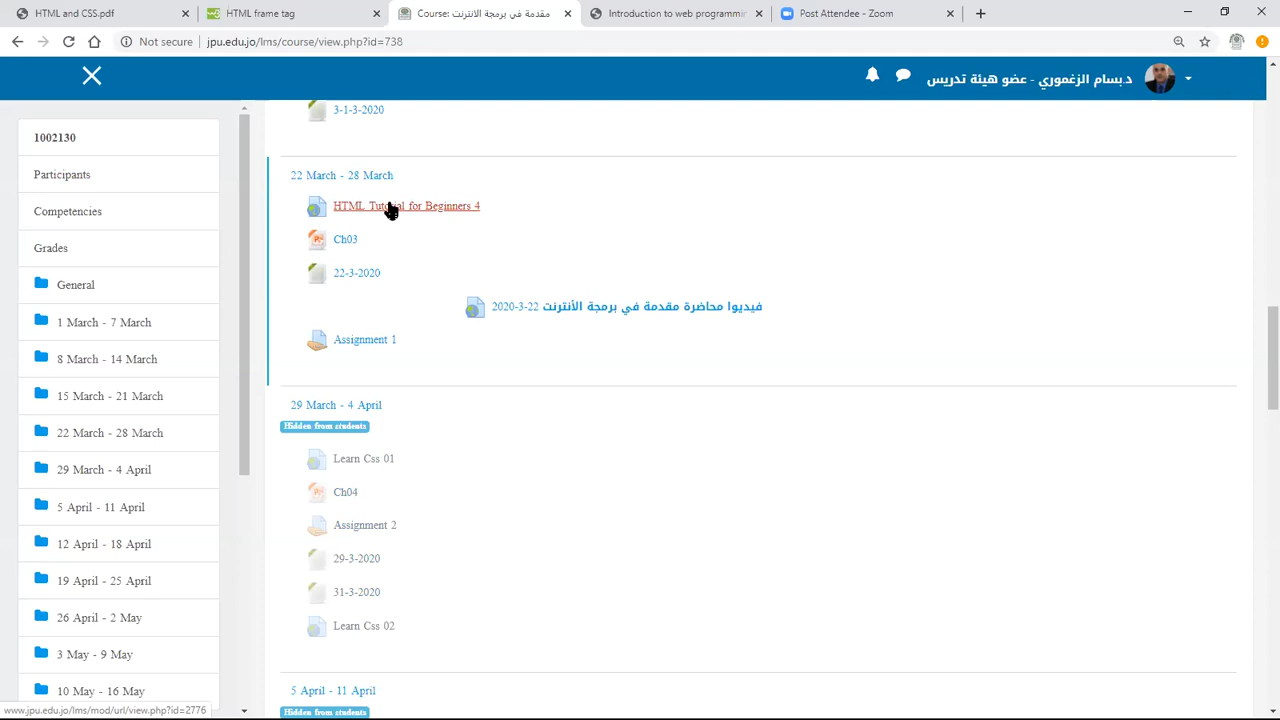 HTML and CSS.pdf
HTML frame tag
Course: مقدمة في برمجة الانترنت
Introduction to web programmin
Post Attendee - Zoom
Not secure
jpu.edu.jo/lms/course/view.php?id=738
د.بسام الزغموري - عضو هيئة تدريس
1002130
Participants
Competencies
Grades
General
1 March - 7 March
8 March - 14 March
15 March - 21 March
22 March - 28 March
29 March - 4 April
5 April - 11 April
12 April - 18 April
19 April - 25 April
26 April - 2 May
3 May - 9 May
10 May - 16 May
3-1-3-2020
22 March - 28 March
HTML Tutorial for Beginners 4
Ch03
22-3-2020
فيديوا محاضرة مقدمة في برمجة الأنترنت 22-3-2020
Assignment 1
29 March - 4 April
Hidden from students
Learn Css 01
Ch04
Assignment 2
29-3-2020
31-3-2020
Learn Css 02
5 April - 11 April
Hidden from students
www.jpu.edu.jo/lms/mod/url/view.php?id=2776